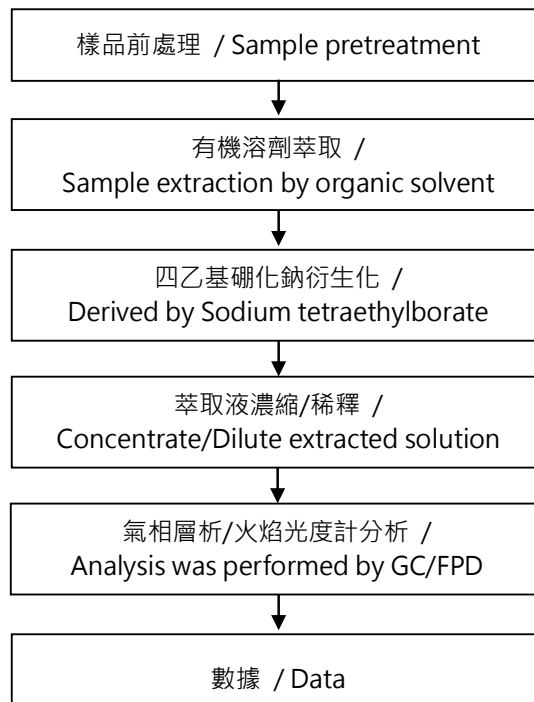 樣品前處理 / Sample pretreatment
有機溶劑萃取 /
Sample extraction by organic solvent
四乙基硼化鈉衍生化 /
Derived by Sodium tetraethylborate
萃取液濃縮/稀釋 /
Concentrate/Dilute extracted solution
氣相層析/火焰光度計分析 /
Analysis was performed by GC/FPD
數據 / Data